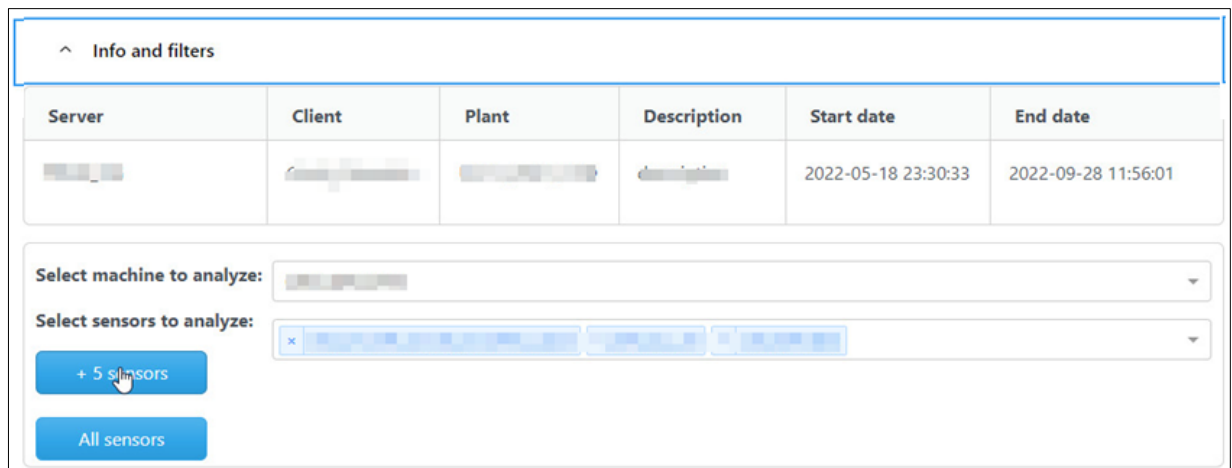 Info and filters
Server Client Plant Description Start date End date
2022-05-18 23:30:33 2022-09-28 11:56:01
Select machine to analyze:
Select sensors to analyze:
×
+ 5 sensors
All sensors